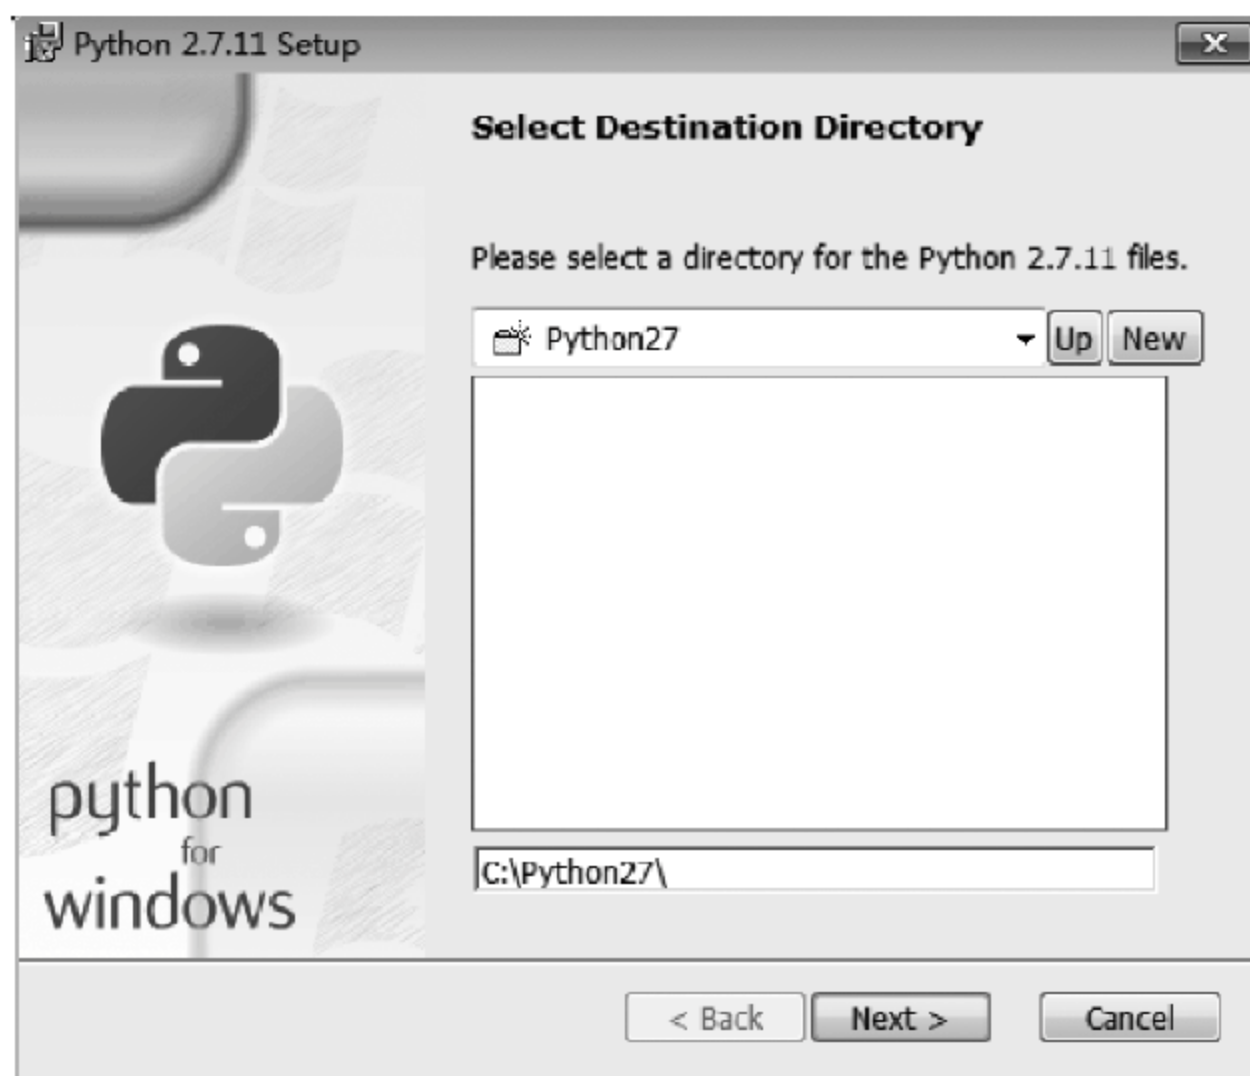 Python 2.7.11 Setup
Select Destination Directory
Please select a directory for the Python 2.7.11 files.
Python27
Up
New
C:\Python27\
python
for
windows
< Back
Next >
Cancel